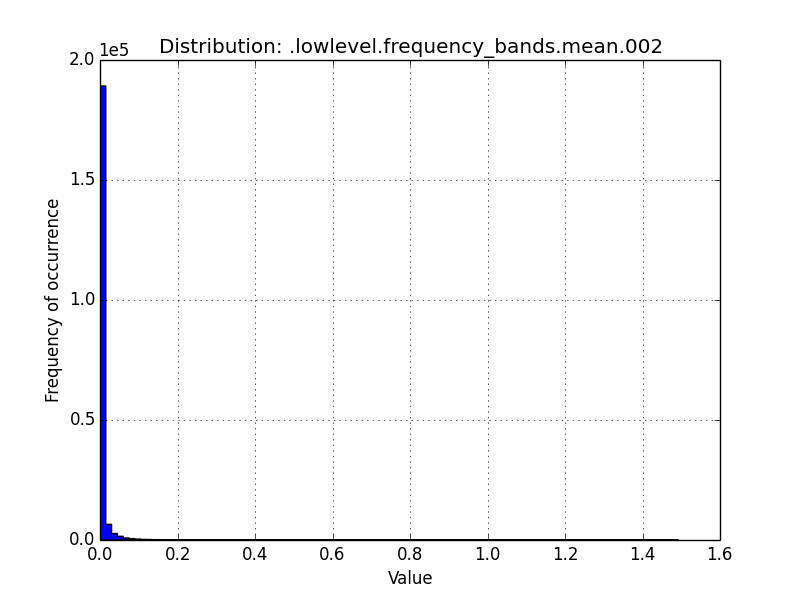 Distribution: .lowlevel.frequency_bands.mean.002
1e5
2.0
1.5
1.0
0.5
0.0
Frequency of occurrence
0.0 0.2 0.4 0.6 0.8 1.0 1.2 1.4 1.6
Value